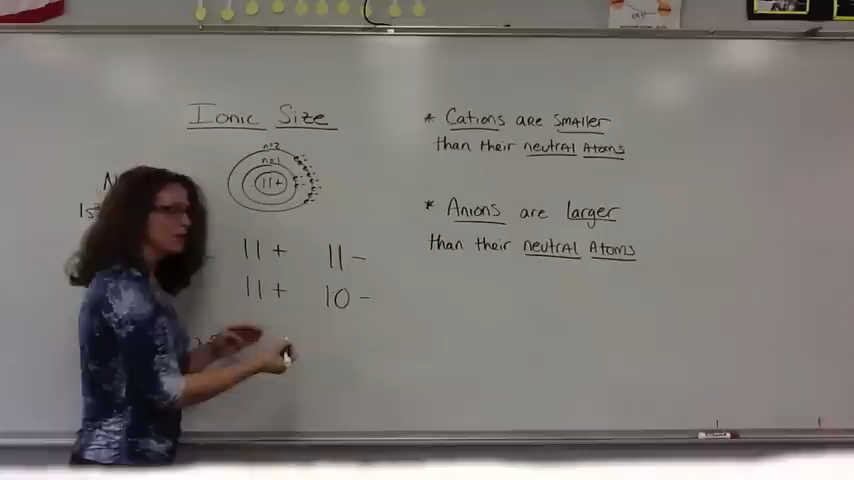 Ionic Size
* Cations are smaller
than their neutral Atoms
n=2
n=1
11+
* Anions are larger
than their neutral Atoms
11+ 11-
11+ 10-